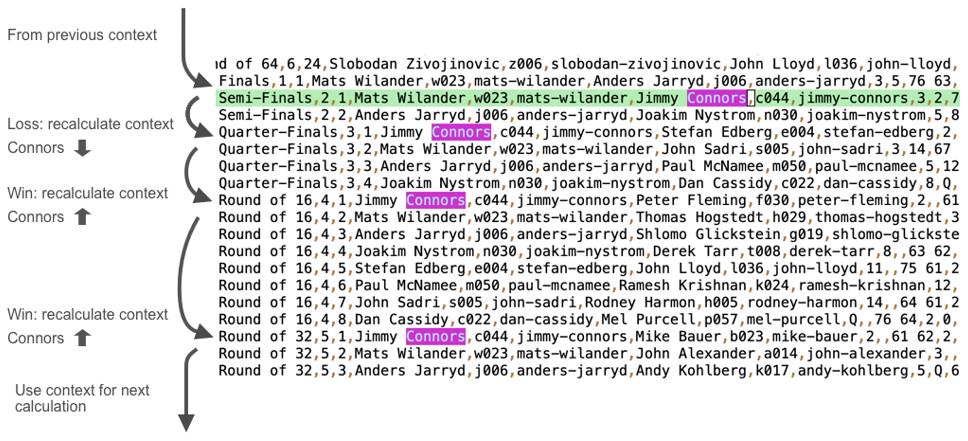 From previous context
Loss: recalculate context
Connors
Win: recalculate context
Connors
Win: recalculate context
Connors
Use context for next
calculation
nd of 64,6,24,Slobodan Zivojinovic,z006,slobodan-zivojinovic,John Lloyd,l036,john-lloyd,
Finals,1,1,Mats Wilander,w023,mats-wilander,Anders Jarryd,j006,anders-jarryd,3,5,76 63,
Semi-Finals,2,1,Mats Wilander,w023,mats-wilander,Jimmy Connors,c044,jimmy-connors,3,2,7
Semi-Finals,2,2,Anders Jarryd,j006,anders-jarryd,Joakim Nystrom,n030,joakim-nystrom,5,8
Quarter-Finals,3,1,Jimmy Connors,c044,jimmy-connors,Stefan Edberg,e004,stefan-edberg,2,
Quarter-Finals,3,2,Mats Wilander,w023,mats-wilander,John Sadri,s005,john-sadri,3,14,67
Quarter-Finals,3,3,Anders Jarryd,j006,anders-jarryd,Paul McNamee,m050,paul-mcnamee,5,12
Quarter-Finals,3,4,Joakim Nystrom,n030,joakim-nystrom,Dan Cassidy,c022,dan-cassidy,8,Q,
Round of 16,4,1,Jimmy Connors,c044,jimmy-connors,Peter Fleming,f030,peter-fleming,2,,61
Round of 16,4,2,Mats Wilander,w023,mats-wilander,Thomas Hogstedt,h029,thomas-hogstedt,3
Round of 16,4,3,Anders Jarryd,j006,anders-jarryd,Shlomo Glickstein,g019,shlomo-glickste
Round of 16,4,4,Joakim Nystrom,n030,joakim-nystrom,Derek Tarr,t008,derek-tarr,8,,63 62,
Round of 16,4,5,Stefan Edberg,e004,stefan-edberg,John Lloyd,l036,john-lloyd,11,,75 61,2
Round of 16,4,6,Paul McNamee,m050,paul-mcnamee,Ramesh Krishnan,k024,ramesh-krishnan,12,
Round of 16,4,7,John Sadri,s005,john-sadri,Rodney Harmon,h005,rodney-harmon,14,,64 61,2
Round of 16,4,8,Dan Cassidy,c022,dan-cassidy,Mel Purcell,p057,mel-purcell,Q,,76 64,2,0,
Round of 32,5,1,Jimmy Connors,c044,jimmy-connors,Mike Bauer,b023,mike-bauer,2,,61 62,2,
Round of 32,5,2,Mats Wilander,w023,mats-wilander,John Alexander,a014,john-alexander,3,,
Round of 32,5,3,Anders Jarryd,j006,anders-jarryd,Andy Kohlberg,k017,andy-kohlberg,5,Q,6